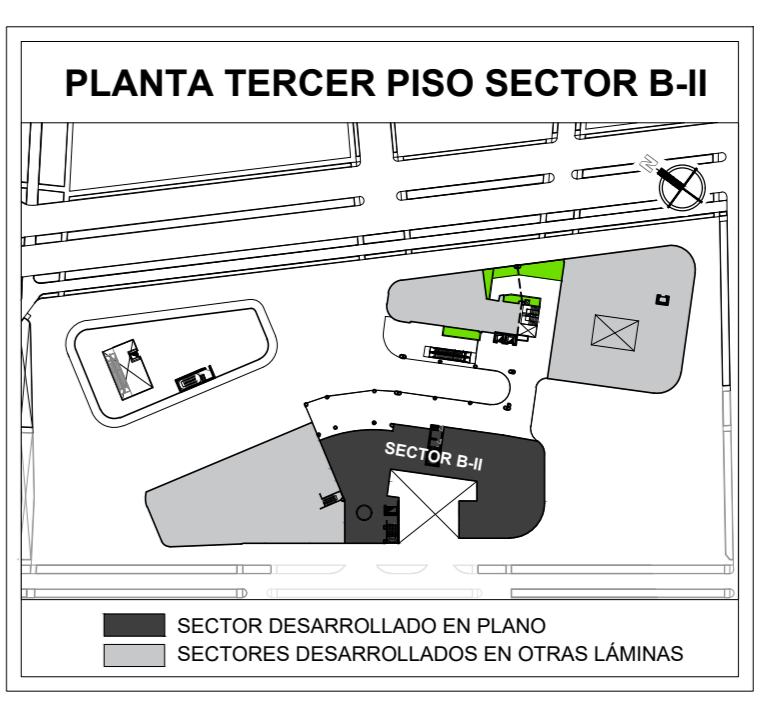 PLANTA TERCER PISO SECTOR B-II
N
SECTOR B-II
SECTOR DESARROLLADO EN PLANO
SECTORES DESARROLLADOS EN OTRAS LÁMINAS